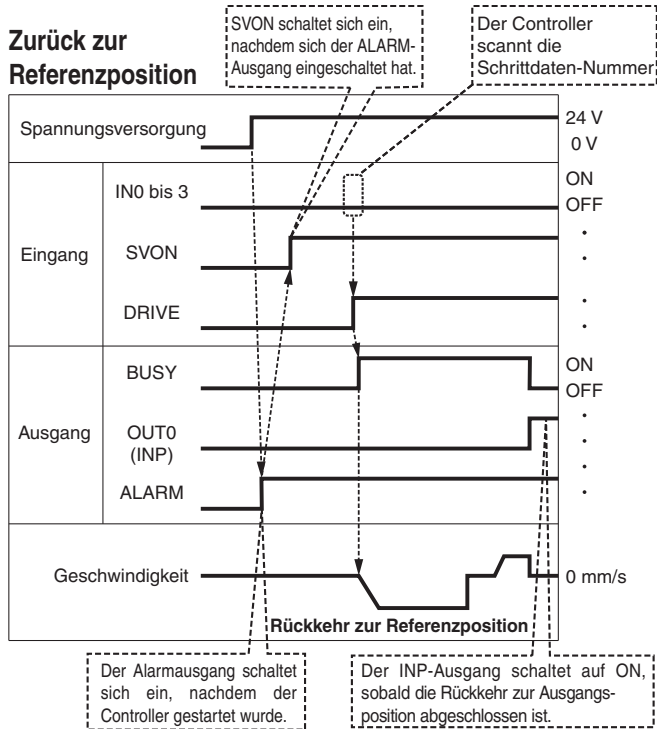 Zurück zur
Referenzposition
SVON schaltet sich ein,
nachdem sich der ALARM-
Ausgang eingeschaltet hat.
Der Controller
scannt die
Schrittdaten-Nummer
Spannungsversorgung
24 V
0 V
Eingang
IN0 bis 3
ON
OFF
SVON
DRIVE
Ausgang
BUSY
ON
OFF
OUT0
(INP)
ALARM
Geschwindigkeit
0 mm/s
Rückkehr zur Referenzposition
Der Alarmausgang schaltet
sich ein, nachdem der
Controller gestartet wurde.
Der INP-Ausgang schaltet auf ON,
sobald die Rückkehr zur Ausgangs-
position abgeschlossen ist.